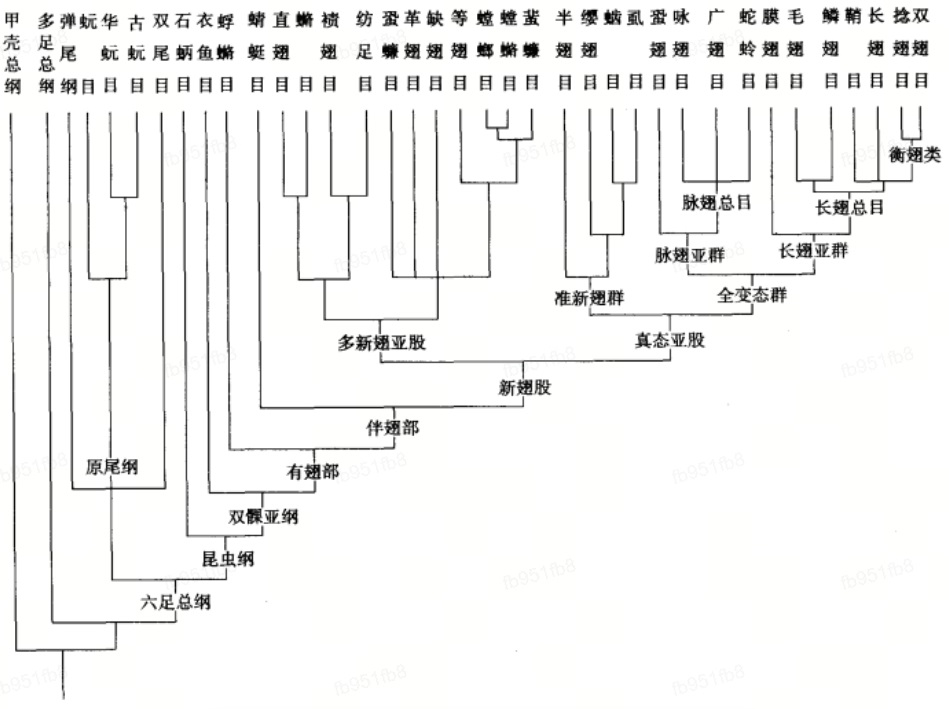 甲壳总纲
多足总纲
弹尾纲
蚖目
华蚖目
古蚖目
双尾目
石蛃目
衣鱼目
蜉蝣目
蜻蜓目
直翅目
䗛目
襀翅目
纺足目
蛩蠊目
革翅目
缺翅目
等翅目
螳螂目
螳䗛目
蜚蠊目
半翅目
缨翅目
目
虱目
蛩翅目
咏翅目
广翅目
蛇蛉目
膜翅目
毛翅目
鳞翅目
鞘目
长翅目
捻翅目
双翅目
衡翅类
脉翅总目
长翅总目
脉翅亚群
长翅亚群
准新翅群
全变态群
多新翅亚股
真态亚股
新翅股
伴翅部
原尾纲
有翅部
双髁亚纲
昆虫纲
六足总纲
fb951fb8